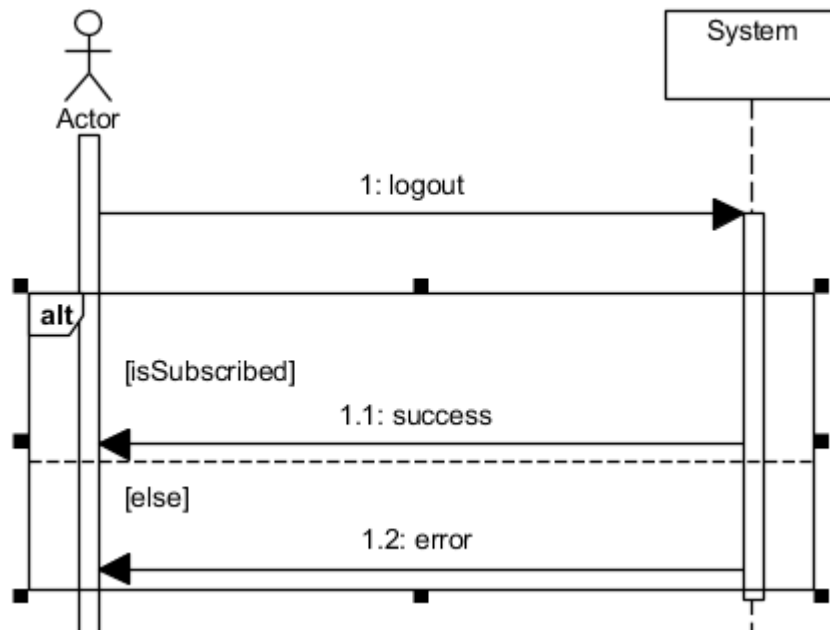 System
Actor
1: logout
alt
[isSubscribed]
1.1: success
[else]
1.2: error